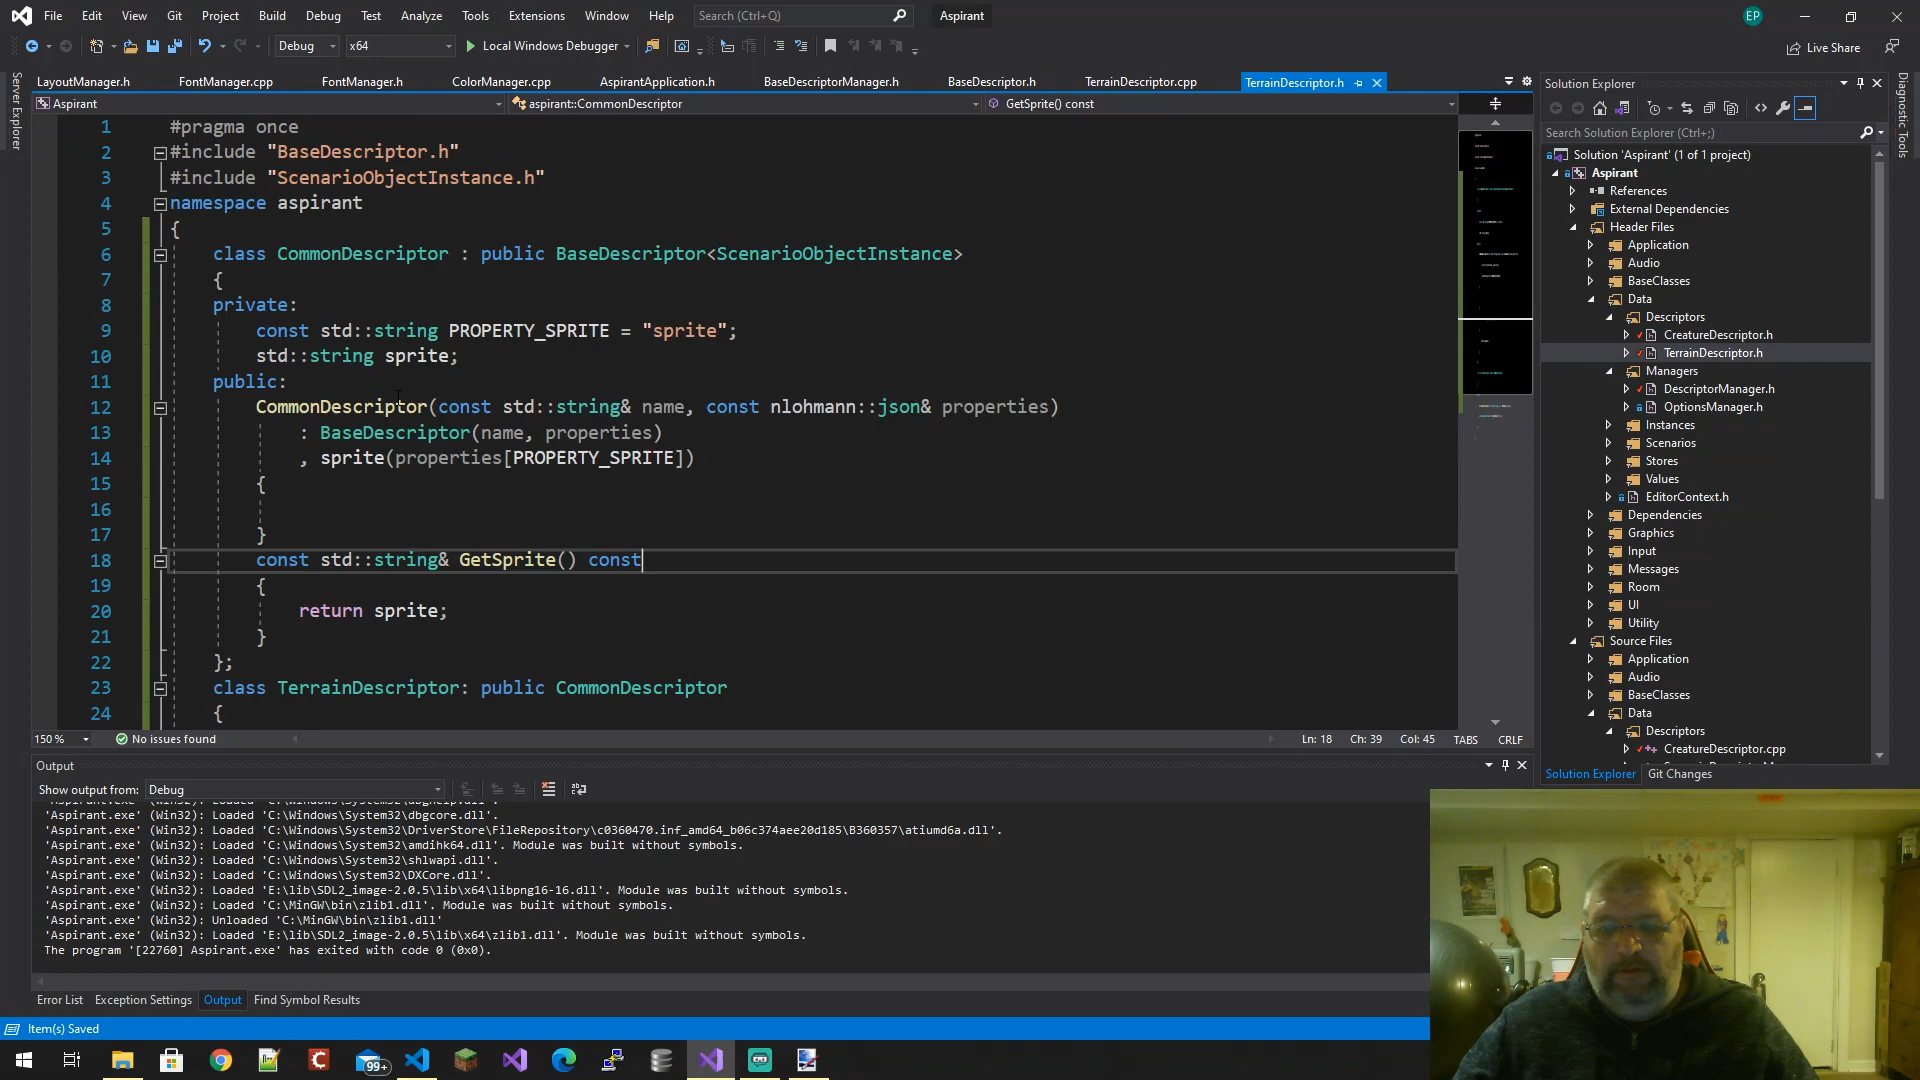 File Edit View Git Project Build Debug Test Analyze Tools Extensions Window Help Search (Ctrl+Q) Aspirant EP
Debug x64 Local Windows Debugger Live Share
LayoutManager.h FontManager.cpp FontManager.h ColorManager.cpp AspirantApplication.h BaseDescriptorManager.h BaseDescriptor.h TerrainDescriptor.cpp TerrainDescriptor.h
Aspirant aspirant::CommonDescriptor GetSprite() const
Server Explorer
1 #pragma once
2 #include "BaseDescriptor.h"
3 #include "ScenarioObjectInstance.h"
4 namespace aspirant
5 {
6 class CommonDescriptor : public BaseDescriptor<ScenarioObjectInstance>
7 {
8 private:
9 const std::string PROPERTY_SPRITE = "sprite";
10 std::string sprite;
11 public:
12 CommonDescriptor(const std::string& name, const nlohmann::json& properties)
13 : BaseDescriptor(name, properties)
14 , sprite(properties[PROPERTY_SPRITE])
15 {
16
17 }
18 const std::string& GetSprite() const
19 {
20 return sprite;
21 }
22 };
23 class TerrainDescriptor: public CommonDescriptor
24 {
150 % No issues found Ln: 18 Ch: 39 Col: 45 TABS CRLF
Output
Show output from: Debug
'Aspirant.exe' (Win32): Loaded 'C:\Windows\System32\dbghelp.dll'.
'Aspirant.exe' (Win32): Loaded 'C:\Windows\System32\dbgcore.dll'.
'Aspirant.exe' (Win32): Loaded 'C:\Windows\System32\DriverStore\FileRepository\c0360470.inf_amd64_b06c374aee20d185\B360357\atiumd6a.dll'.
'Aspirant.exe' (Win32): Loaded 'C:\Windows\System32\amdihk64.dll'. Module was built without symbols.
'Aspirant.exe' (Win32): Loaded 'C:\Windows\System32\shlwapi.dll'.
'Aspirant.exe' (Win32): Loaded 'C:\Windows\System32\DXCore.dll'.
'Aspirant.exe' (Win32): Loaded 'E:\lib\SDL2_image-2.0.5\lib\x64\libpng16-16.dll'. Module was built without symbols.
'Aspirant.exe' (Win32): Loaded 'C:\MinGW\bin\zlib1.dll'. Module was built without symbols.
'Aspirant.exe' (Win32): Unloaded 'C:\MinGW\bin\zlib1.dll'
'Aspirant.exe' (Win32): Loaded 'E:\lib\SDL2_image-2.0.5\lib\x64\zlib1.dll'. Module was built without symbols.
The program '[22760] Aspirant.exe' has exited with code 0 (0x0).
Error List Exception Settings Output Find Symbol Results
Item(s) Saved
99+
Solution Explorer
Search Solution Explorer (Ctrl+;)
Solution 'Aspirant' (1 of 1 project)
Aspirant
References
External Dependencies
Header Files
Application
Audio
BaseClasses
Data
Descriptors
CreatureDescriptor.h
TerrainDescriptor.h
Managers
DescriptorManager.h
OptionsManager.h
Instances
Scenarios
Stores
Values
EditorContext.h
Dependencies
Graphics
Input
Messages
Room
UI
Utility
Source Files
Application
Audio
BaseClasses
Data
Descriptors
CreatureDescriptor.cpp
Solution Explorer Git Changes
Diagnostic Tools